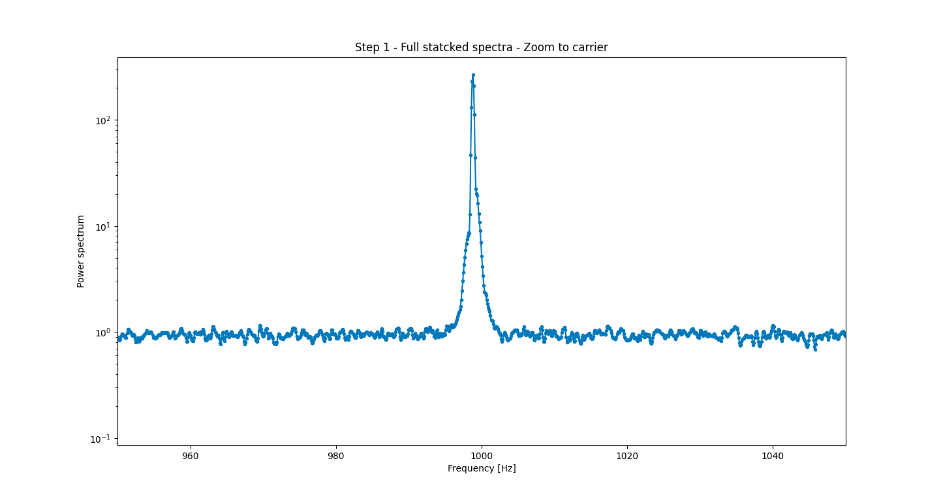 Step 1 - Full statcked spectra - Zoom to carrier
10²
10¹
10⁰
10⁻¹
Power spectrum
960 980 1000 1020 1040
Frequency [Hz]